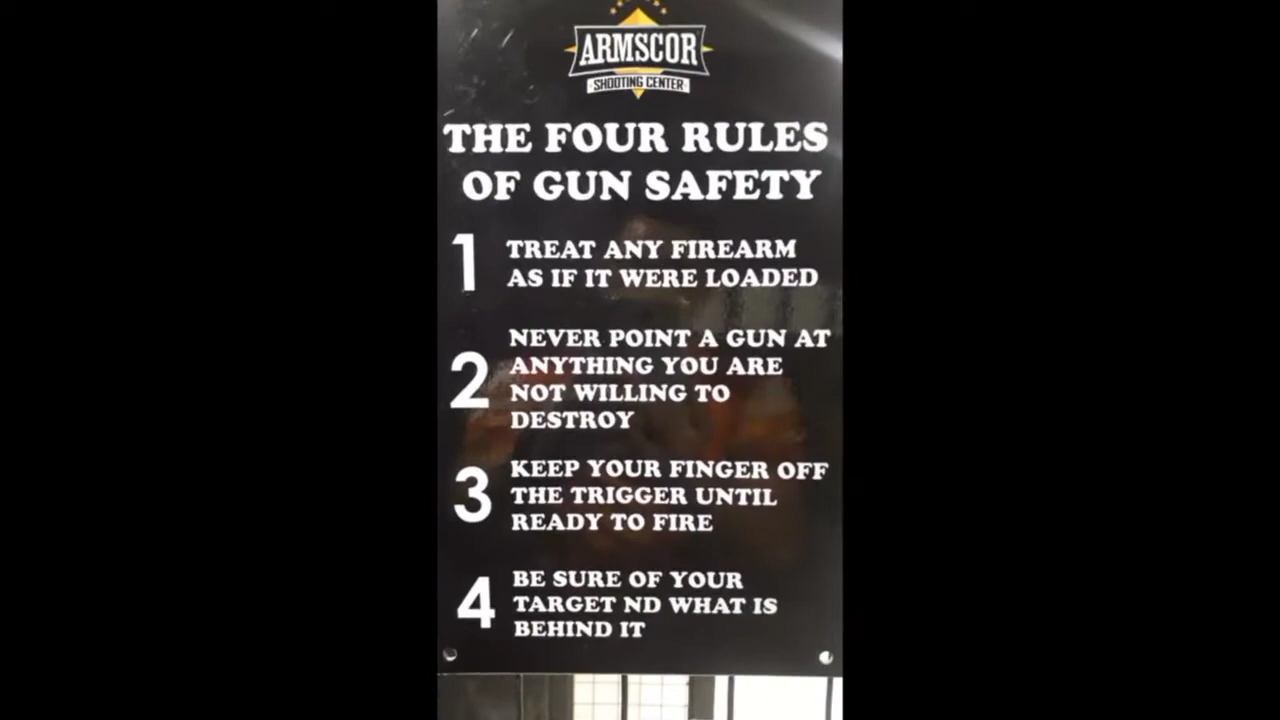 ARMSCOR
SHOOTING CENTER
THE FOUR RULES
OF GUN SAFETY
1 TREAT ANY FIREARM
AS IF IT WERE LOADED
2 NEVER POINT A GUN AT
ANYTHING YOU ARE
NOT WILLING TO
DESTROY
3 KEEP YOUR FINGER OFF
THE TRIGGER UNTIL
READY TO FIRE
4 BE SURE OF YOUR
TARGET ND WHAT IS
BEHIND IT